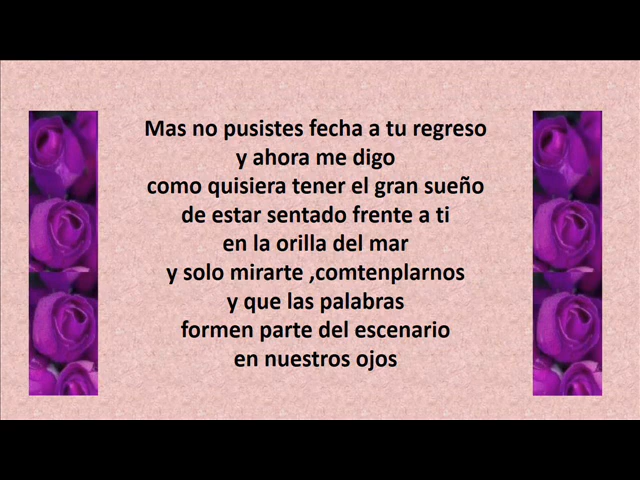 Mas no pusistes fecha a tu regreso
y ahora me digo
como quisiera tener el gran sueño
de estar sentado frente a ti
en la orilla del mar
y solo mirarte ,comtenplarnos
y que las palabras
formen parte del escenario
en nuestros ojos